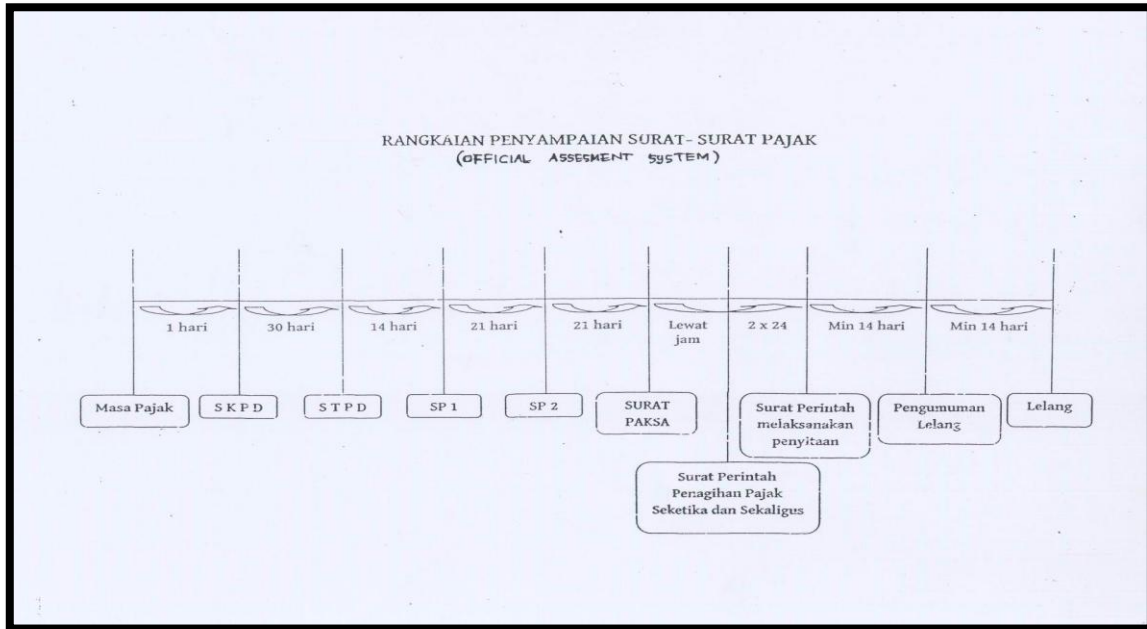 RANGKAIAN PENYAMPAIAN SURAT- SURAT PAJAK
(OFFICIAL ASSESMENT SYSTEM)
1 hari
30 hari
14 hari
21 hari
21 hari
Lewat
jam
2 x 24
Min 14 hari
Min 14 hari
Masa Pajak
S K P D
S T P D
SP 1
SP 2
SURAT
PAKSA
Surat Perintah
Penagihan Pajak
Seketika dan Sekaligus
Surat Perintah
melaksanakan
penyitaan
Pengumuman
Lelang
Lelang